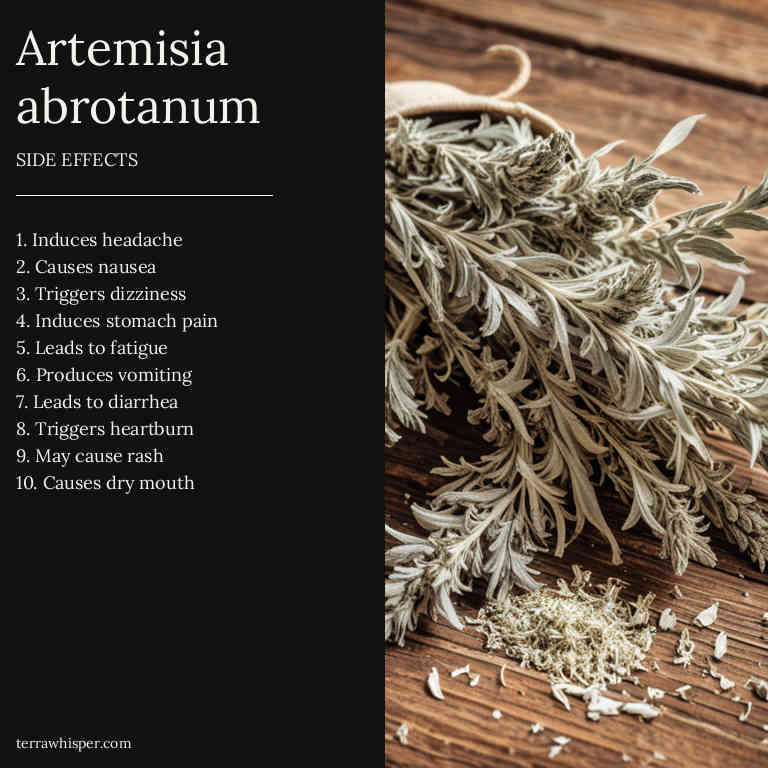 Artemisia
abrotanum
SIDE EFFECTS
1. Induces headache
2. Causes nausea
3. Triggers dizziness
4. Induces stomach pain
5. Leads to fatigue
6. Produces vomiting
7. Leads to diarrhea
8. Triggers heartburn
9. May cause rash
10. Causes dry mouth
terrawhisper.com